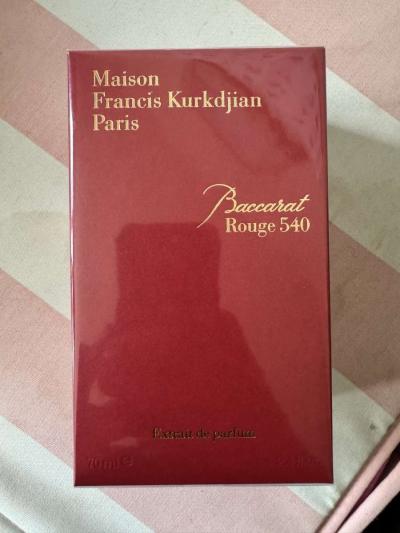 Maison
Francis Kurkdjian
Paris
Baccarat
Rouge 540
Extrait de parfum
70 ml ℮